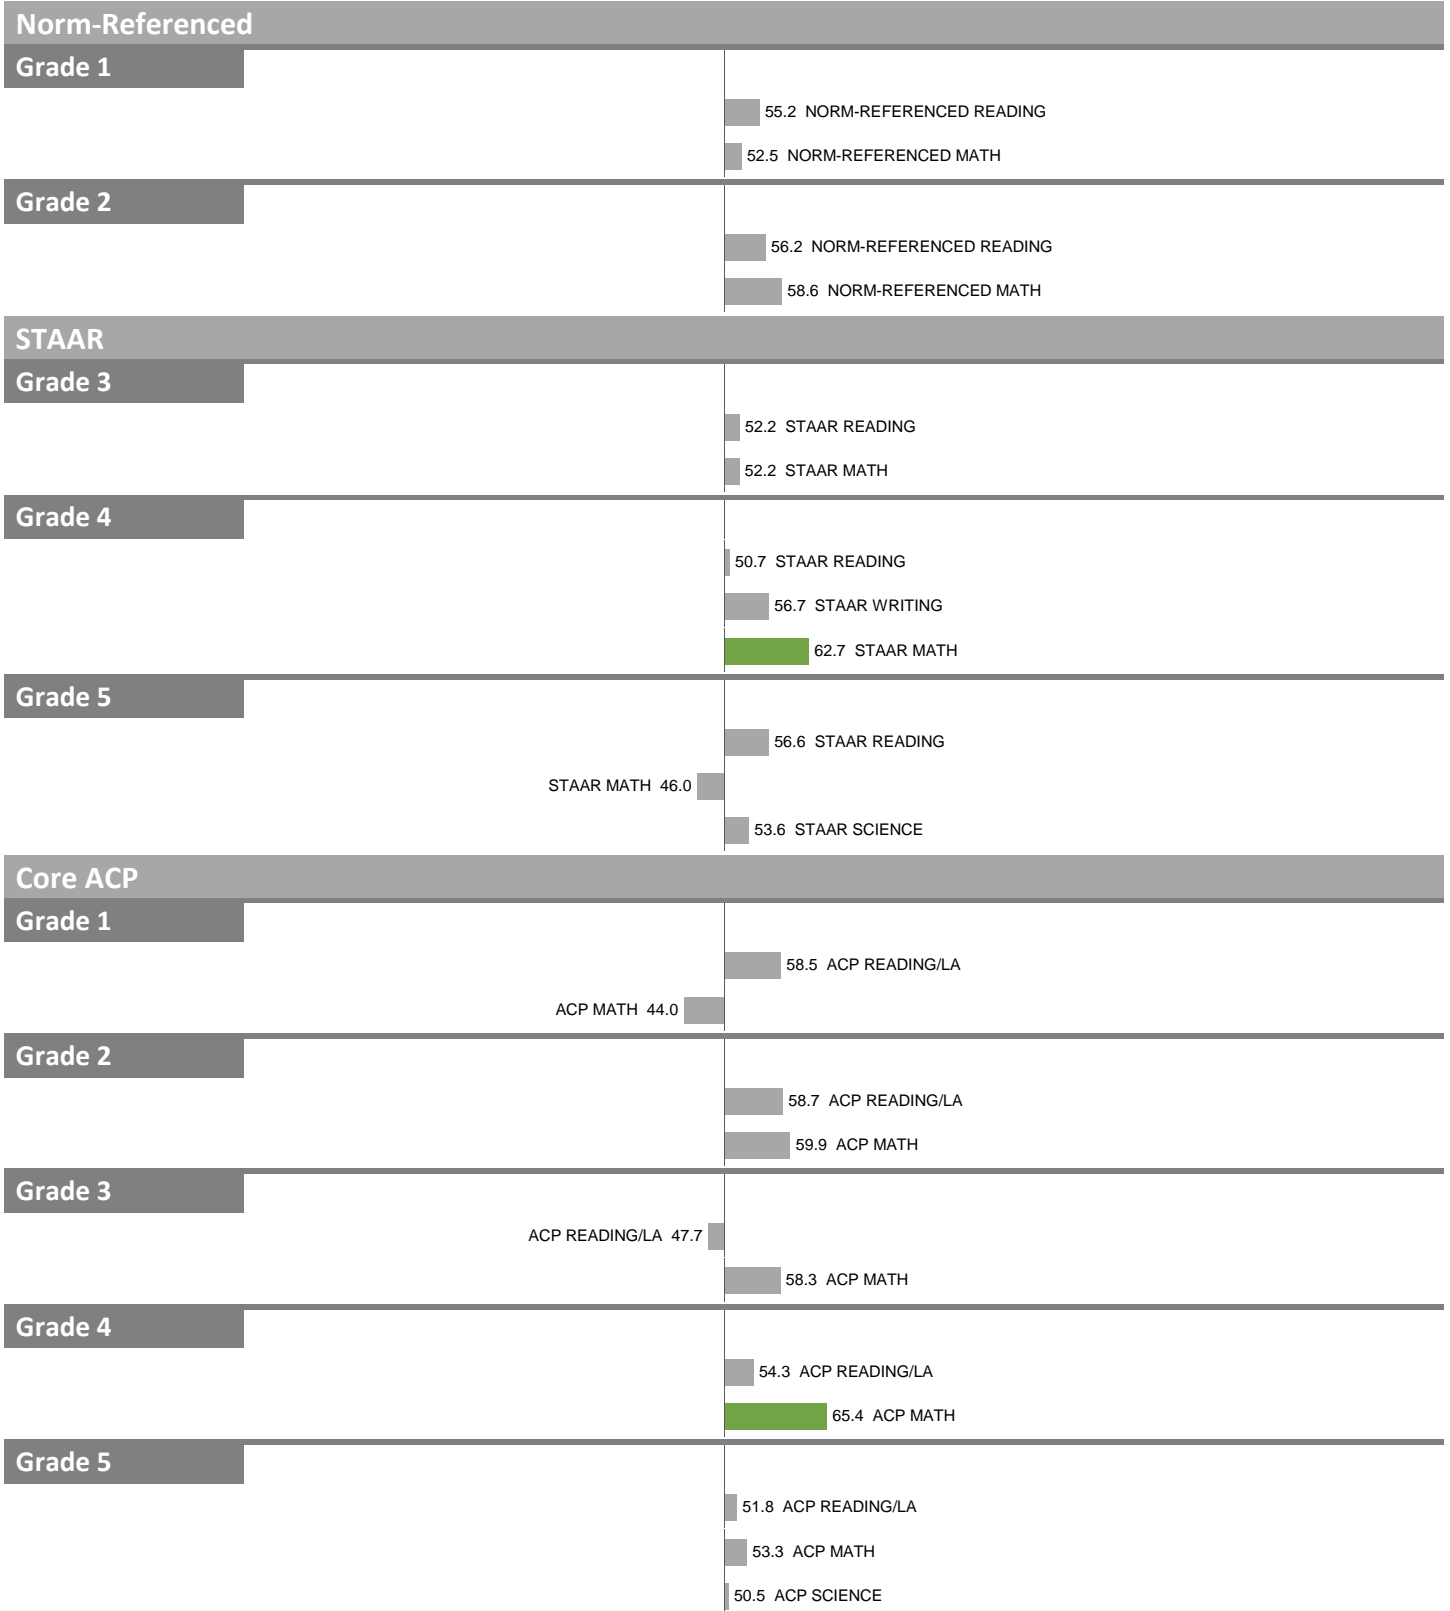 Norm-Referenced
Grade 1
55.2 NORM-REFERENCED READING
52.5 NORM-REFERENCED MATH
Grade 2
56.2 NORM-REFERENCED READING
58.6 NORM-REFERENCED MATH
STAAR
Grade 3
52.2 STAAR READING
52.2 STAAR MATH
Grade 4
50.7 STAAR READING
56.7 STAAR WRITING
62.7 STAAR MATH
Grade 5
56.6 STAAR READING
STAAR MATH 46.0
53.6 STAAR SCIENCE
Core ACP
Grade 1
58.5 ACP READING/LA
ACP MATH 44.0
Grade 2
58.7 ACP READING/LA
59.9 ACP MATH
Grade 3
ACP READING/LA 47.7
58.3 ACP MATH
Grade 4
54.3 ACP READING/LA
65.4 ACP MATH
Grade 5
51.8 ACP READING/LA
53.3 ACP MATH
50.5 ACP SCIENCE